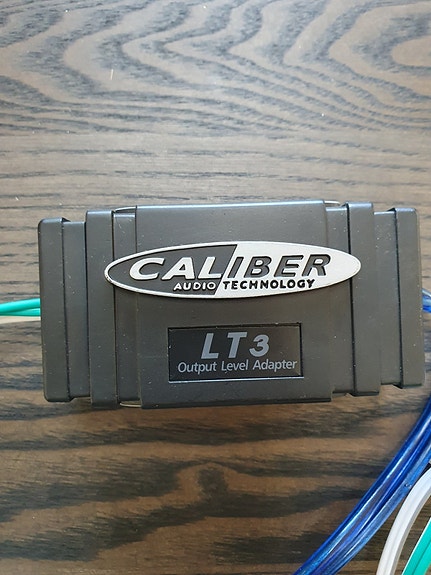 CALIBER
AUDIO TECHNOLOGY
LT3
Output Level Adapter